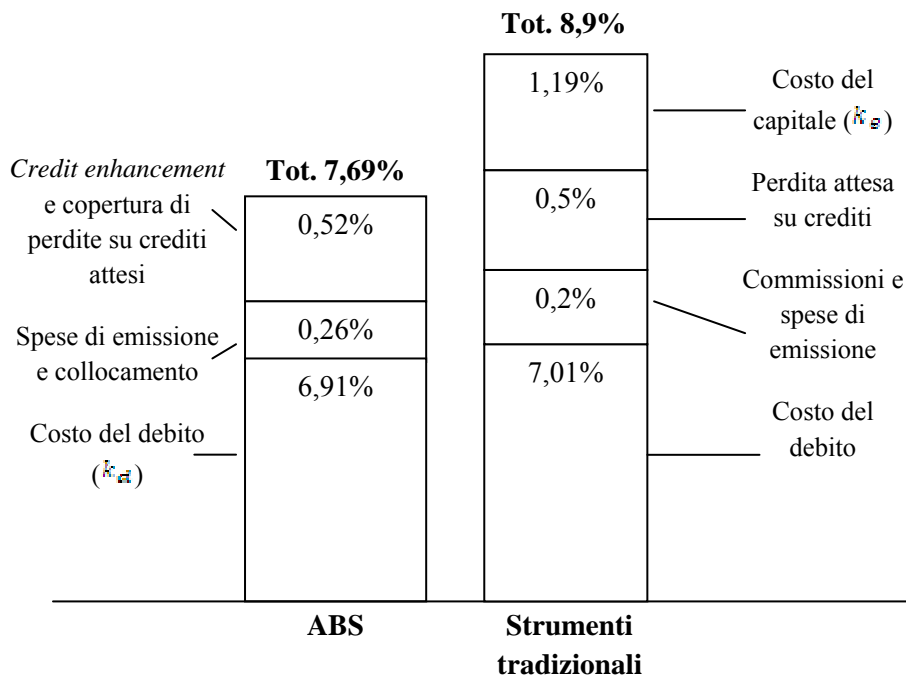 Tot. 8,9%
1,19%
Costo del
capitale (kₑ)
Credit enhancement
e copertura di
perdite su crediti
attesi
Tot. 7,69%
0,52%
0,5%
Perdita attesa
su crediti
Spese di emissione
e collocamento
0,26%
0,2%
Commissioni e
spese di
emissione
6,91%
7,01%
Costo del debito
(k_d)
Costo del
debito
ABS
Strumenti
tradizionali